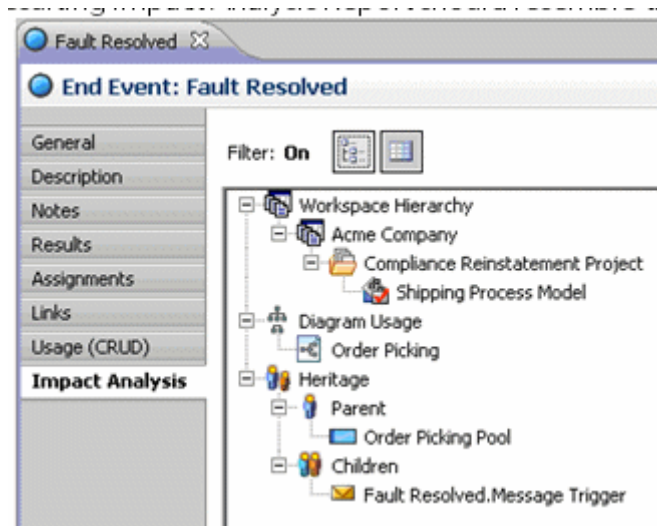 Fault Resolved
End Event: Fault Resolved
General
Description
Notes
Results
Assignments
Links
Usage (CRUD)
Impact Analysis
Filter: On
Workspace Hierarchy
Acme Company
Compliance Reinstatement Project
Shipping Process Model
Diagram Usage
Order Picking
Heritage
Parent
Order Picking Pool
Children
Fault Resolved.Message Trigger